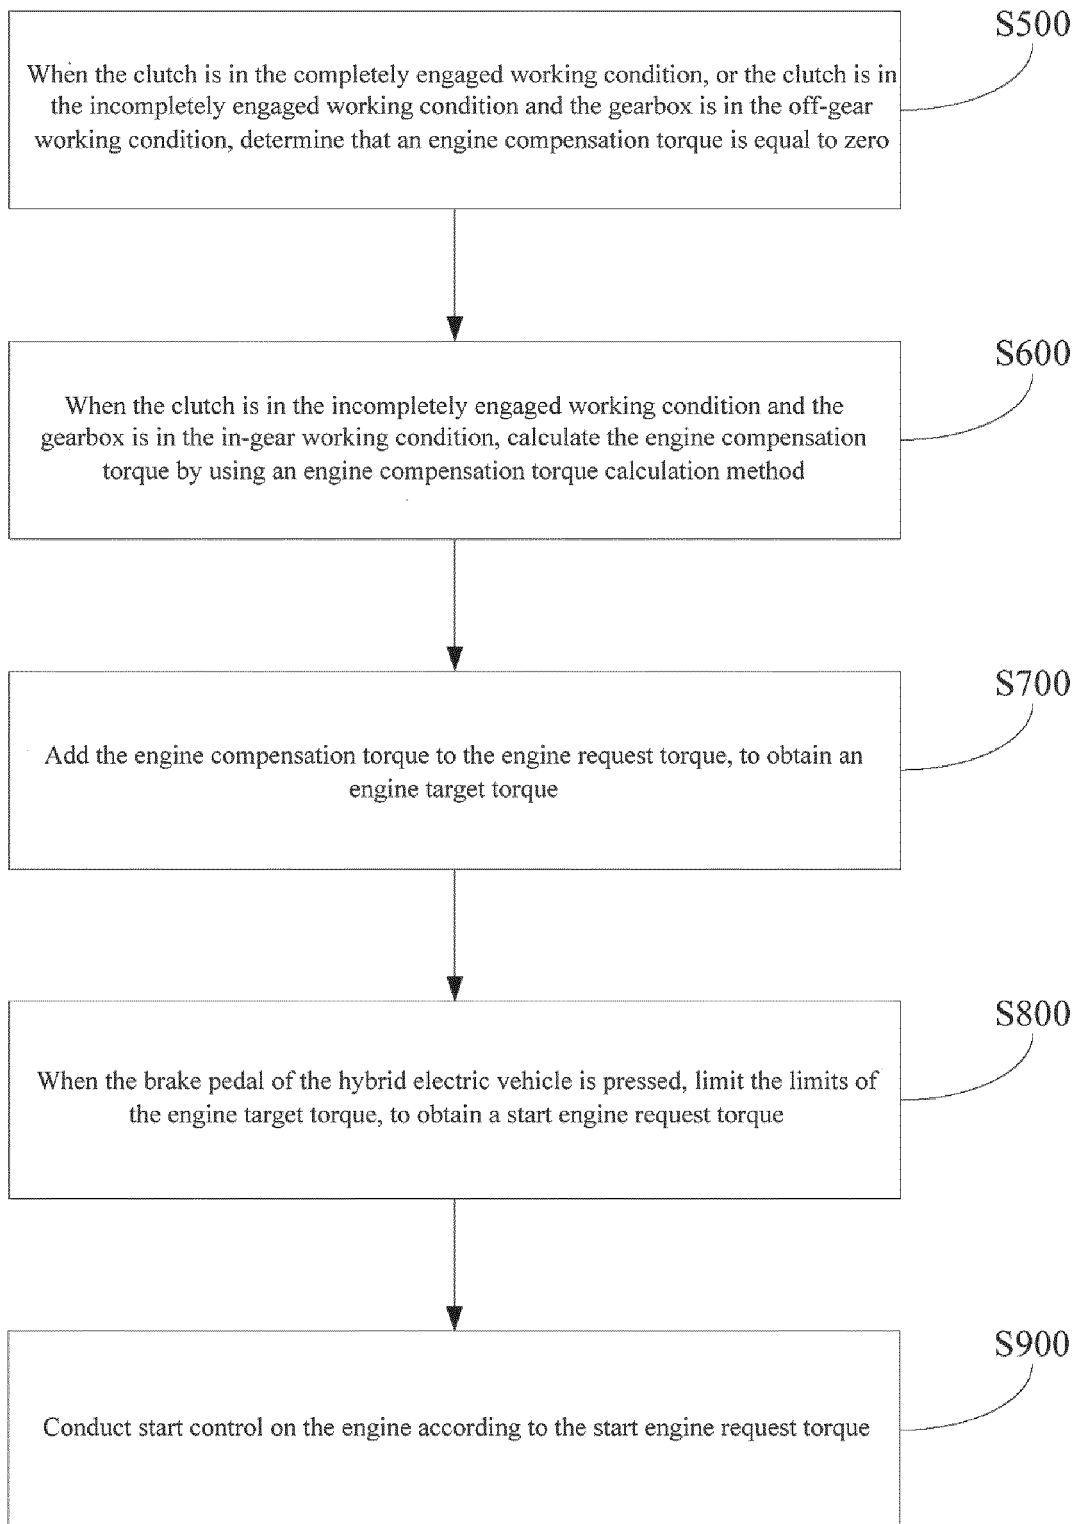 S500
When the clutch is in the completely engaged working condition, or the clutch is in
the incompletely engaged working condition and the gearbox is in the off-gear
working condition, determine that an engine compensation torque is equal to zero
S600
When the clutch is in the incompletely engaged working condition and the
gearbox is in the in-gear working condition, calculate the engine compensation
torque by using an engine compensation torque calculation method
S700
Add the engine compensation torque to the engine request torque, to obtain an
engine target torque
S800
When the brake pedal of the hybrid electric vehicle is pressed, limit the limits of
the engine target torque, to obtain a start engine request torque
S900
Conduct start control on the engine according to the start engine request torque